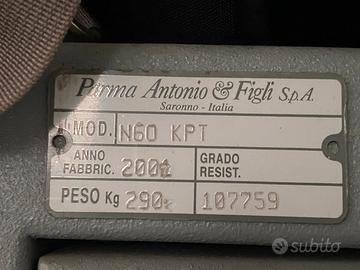 Parma Antonio & Figli S.p.A.
Saronno - Italia
MOD. N60 KPT
ANNO FABBRIC. GRADO RESIST.
PESO Kg 290 107759
subito